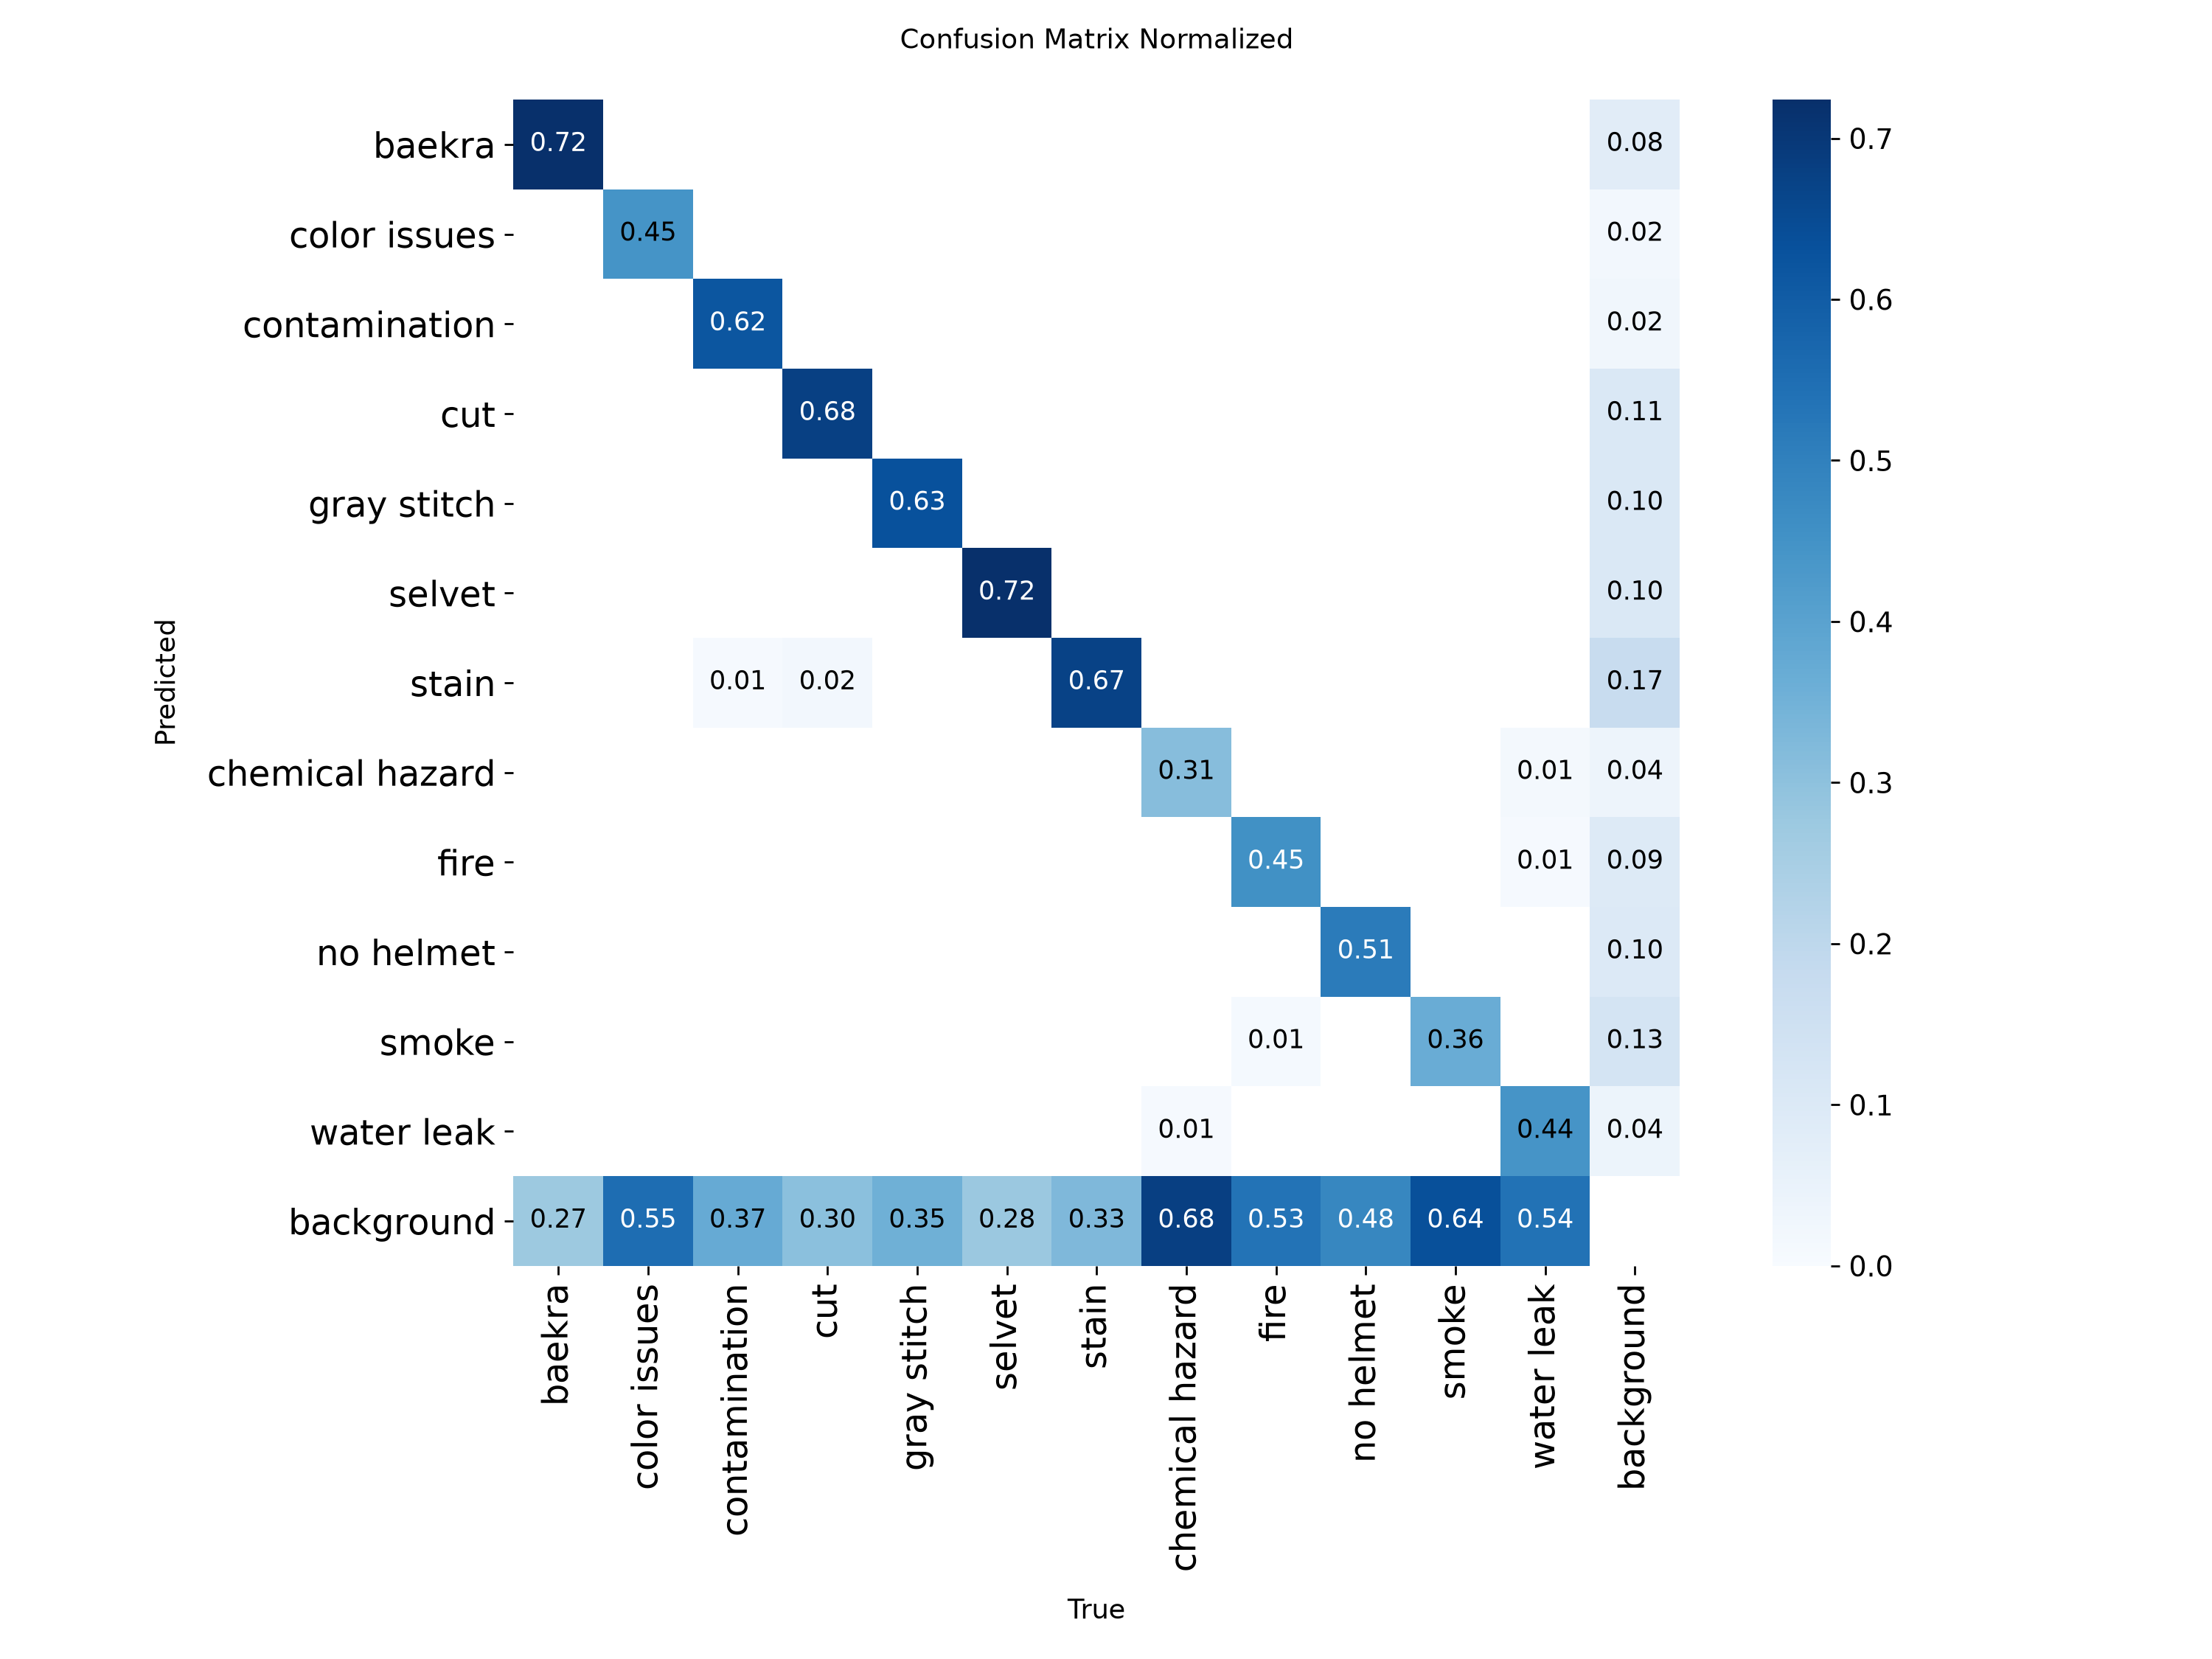 Confusion Matrix Normalized
baekra 0.72 0.08 0.7
color issues 0.45 0.02
contamination 0.62 0.02 0.6
cut 0.68 0.11
gray stitch 0.63 0.10 0.5
selvet 0.72 0.10 0.4
Predicted
stain 0.01 0.02 0.67 0.17
chemical hazard 0.31 0.01 0.04 0.3
fire 0.45 0.01 0.09
no helmet 0.51 0.10 0.2
smoke 0.01 0.36 0.13
water leak 0.01 0.44 0.04 0.1
background 0.27 0.55 0.37 0.30 0.35 0.28 0.33 0.68 0.53 0.48 0.64 0.54 0.0
baekra
color issues
contamination
cut
gray stitch
selvet
stain
chemical hazard
fire
no helmet
smoke
water leak
background
True